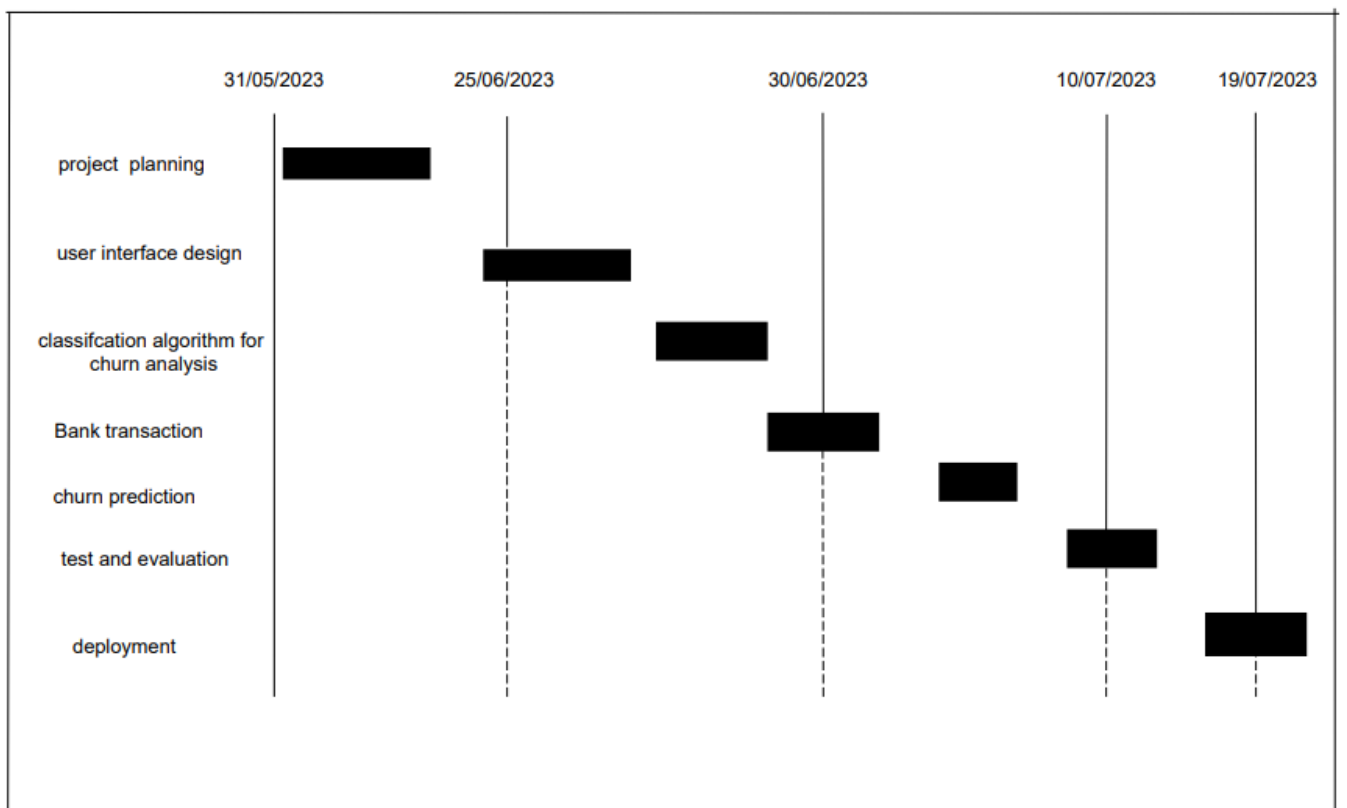 31/05/2023 25/06/2023 30/06/2023 10/07/2023 19/07/2023
project planning
user interface design
classifcation algorithm for
churn analysis
Bank transaction
churn prediction
test and evaluation
deployment